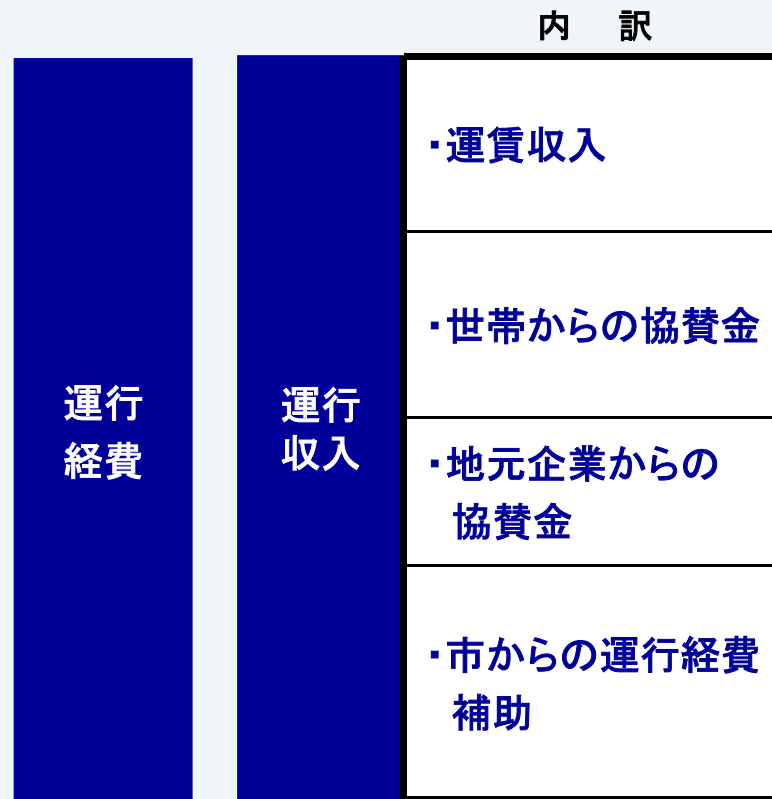 内 訳
運行
経費
運行
収入
・運賃収入
・世帯からの協賛金
・地元企業からの
協賛金
・市からの運行経費
補助